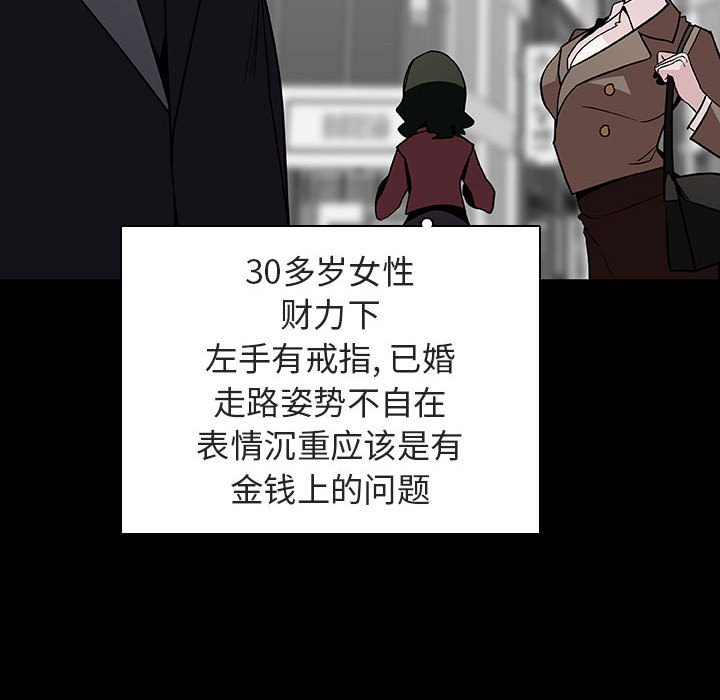 30多岁女性
财力下
左手有戒指,已婚
走路姿势不自在
表情沉重应该是有
金钱上的问题